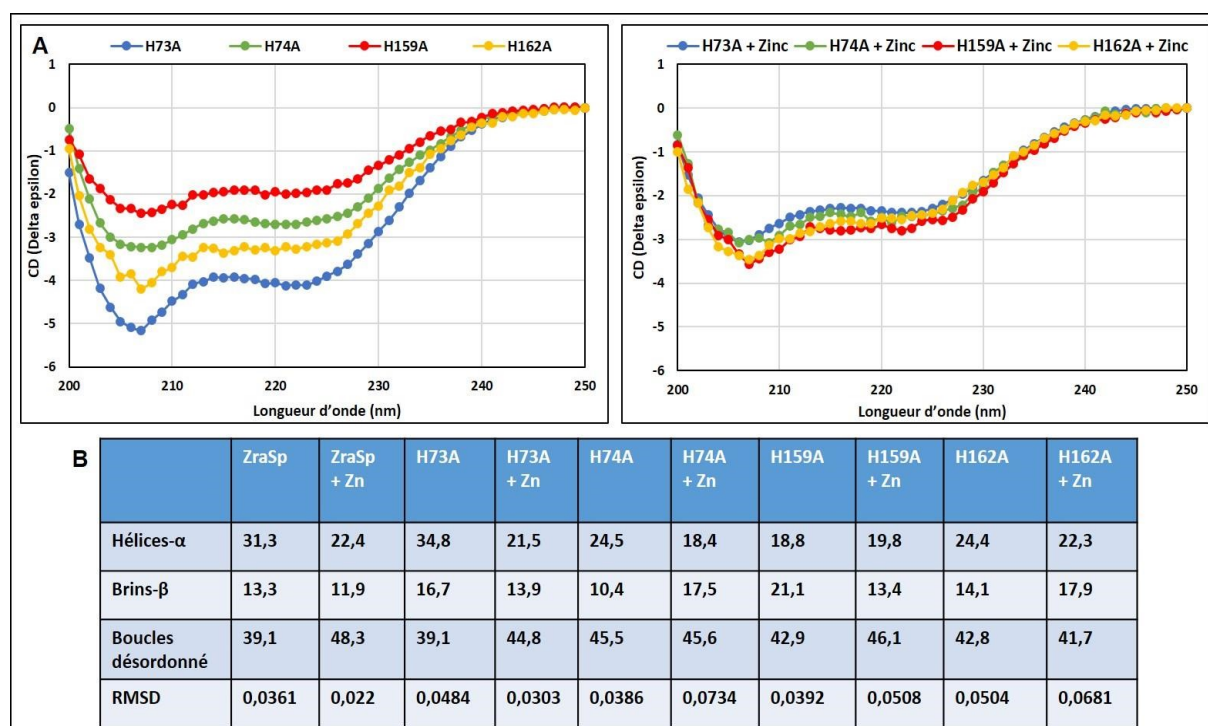 A
H73A H74A H159A H162A
1
0
-1
-2
-3
-4
-5
-6
CD (Delta epsilon)
200 210 220 230 240 250
Longueur d'onde (nm)
H73A + Zinc H74A + Zinc H159A + Zinc H162A + Zinc
1
0
-1
-2
-3
-4
-5
-6
CD (Delta epsilon)
200 210 220 230 240 250
Longueur d'onde (nm)
B
ZraSp ZraSp + Zn H73A H73A + Zn H74A H74A + Zn H159A H159A + Zn H162A H162A + Zn
Hélices-α 31,3 22,4 34,8 21,5 24,5 18,4 18,8 19,8 24,4 22,3
Brins-β 13,3 11,9 16,7 13,9 10,4 17,5 21,1 13,4 14,1 17,9
Boucles désordonné 39,1 48,3 39,1 44,8 45,5 45,6 42,9 46,1 42,8 41,7
RMSD 0,0361 0,022 0,0484 0,0303 0,0386 0,0734 0,0392 0,0508 0,0504 0,0681